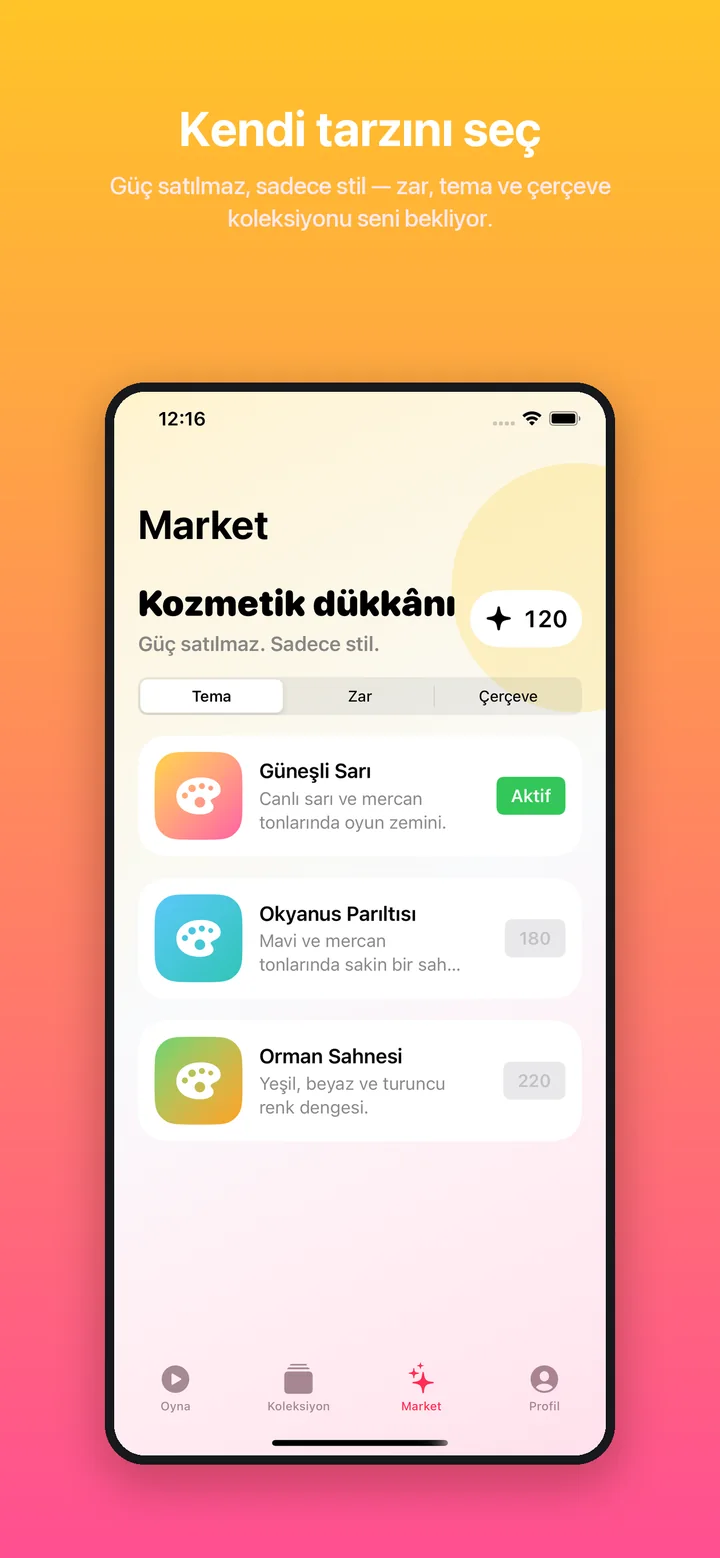 Kendi tarzını seç
Güç satılmaz, sadece stil — zar, tema ve çerçeve
koleksiyonu seni bekliyor.
12:16
Market
Kozmetik dükkânı
120
Güç satılmaz. Sadece stil.
Tema
Zar
Çerçeve
Güneşli Sarı
Canlı sarı ve mercan
tonlarında oyun zemini.
Aktif
Okyanus Parıltısı
Mavi ve mercan
tonlarında sakin bir sah...
180
Orman Sahnesi
Yeşil, beyaz ve turuncu
renk dengesi.
220
Oyna
Koleksiyon
Market
Profil